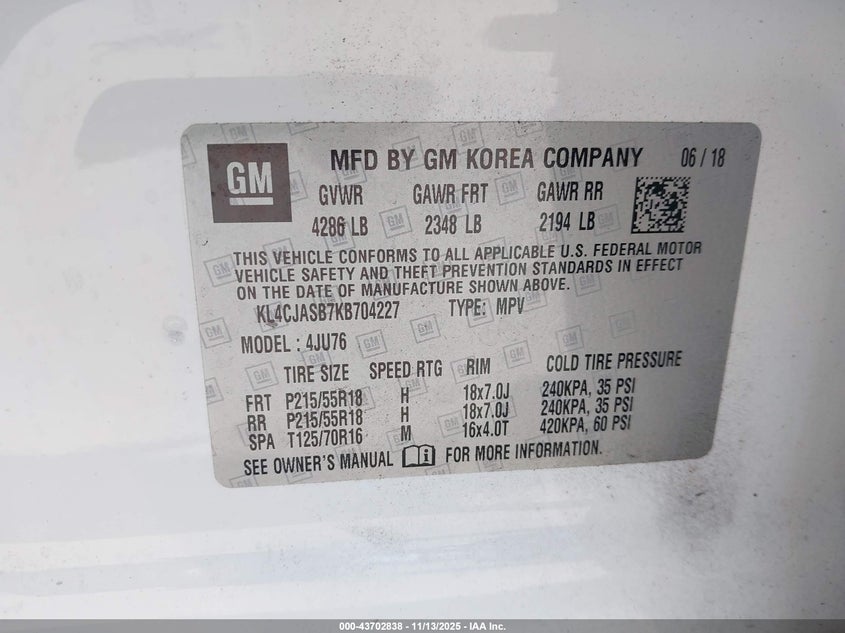 GM
MFD BY GM KOREA COMPANY 06 / 18
GVWR GAWR FRT GAWR RR
4286 LB 2348 LB 2194 LB
THIS VEHICLE CONFORMS TO ALL APPLICABLE U.S. FEDERAL MOTOR
VEHICLE SAFETY AND THEFT PREVENTION STANDARDS IN EFFECT
ON THE DATE OF MANUFACTURE SHOWN ABOVE.
KL4CJASB7KB704227 TYPE: MPV
MODEL : 4JU76
TIRE SIZE SPEED RTG RIM COLD TIRE PRESSURE
FRT P215/55R18 H 18x7.0J 240KPA, 35 PSI
RR P215/55R18 H 18x7.0J 240KPA, 35 PSI
SPA T125/70R16 M 16x4.0T 420KPA, 60 PSI
SEE OWNER'S MANUAL i FOR MORE INFORMATION.
000-43702838 - 11/13/2025 - IAA Inc.